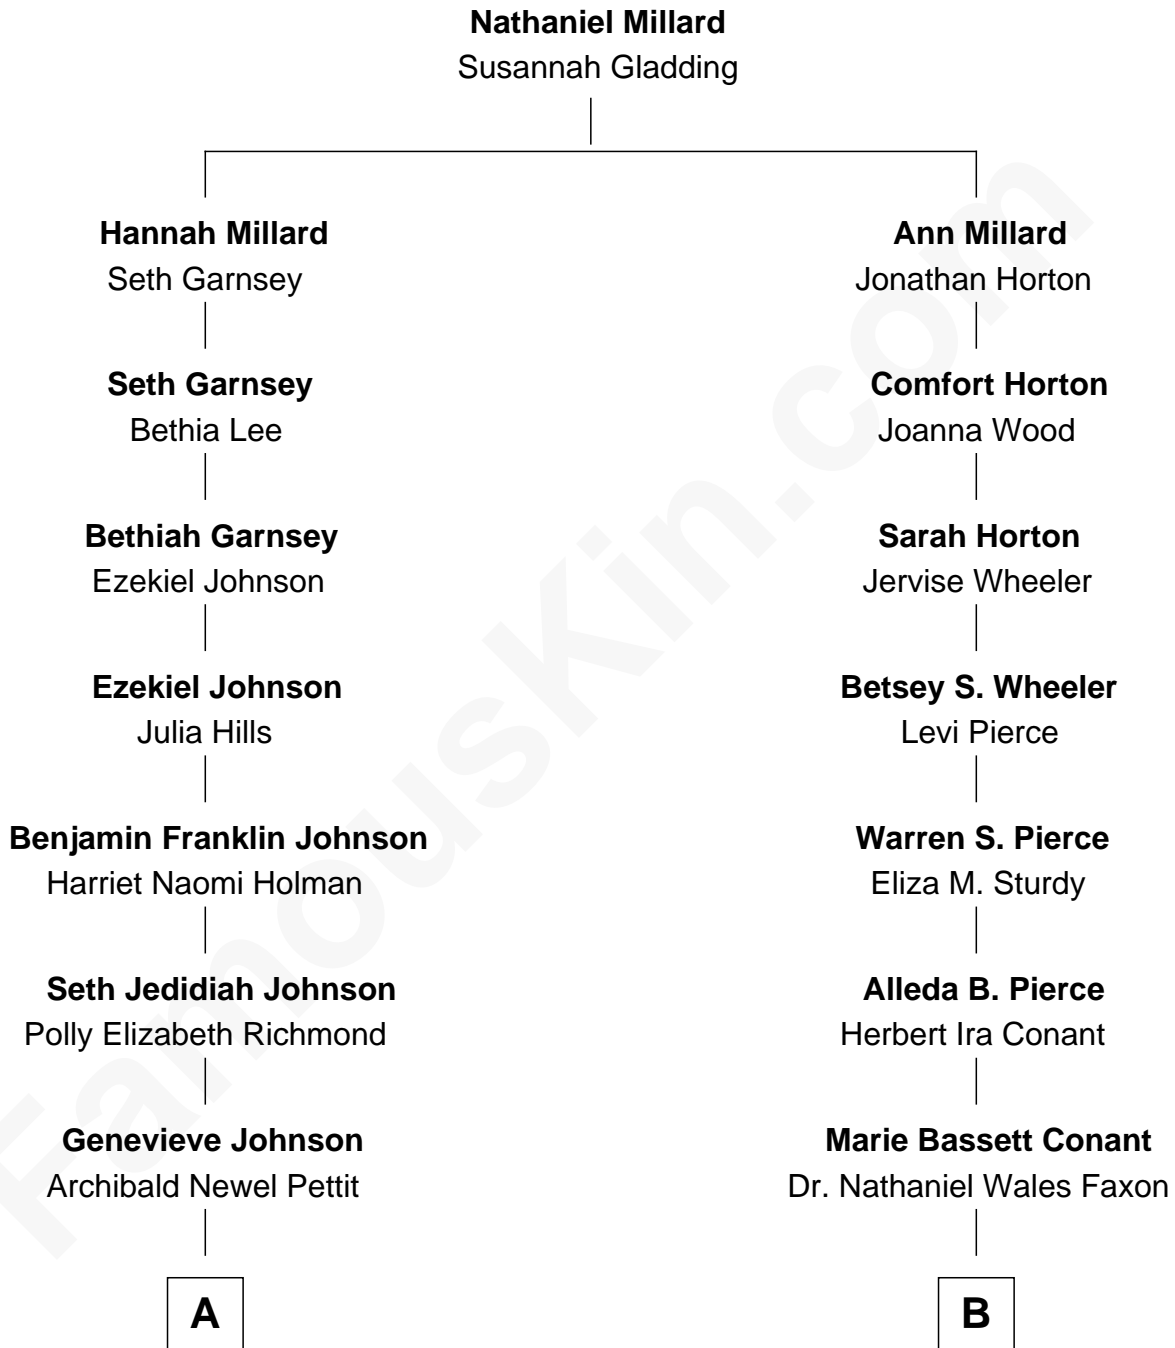 Nathaniel Millard
Susannah Gladding
Hannah Millard
Seth Garnsey
Ann Millard
Jonathan Horton
Seth Garnsey
Bethia Lee
Comfort Horton
Joanna Wood
Bethiah Garnsey
Ezekiel Johnson
Sarah Horton
Jervise Wheeler
Ezekiel Johnson
Julia Hills
Betsey S. Wheeler
Levi Pierce
Benjamin Franklin Johnson
Harriet Naomi Holman
Warren S. Pierce
Eliza M. Sturdy
Seth Jedidiah Johnson
Polly Elizabeth Richmond
Alleda B. Pierce
Herbert Ira Conant
Genevieve Johnson
Archibald Newel Pettit
Marie Bassett Conant
Dr. Nathaniel Wales Faxon
A
B
FamousKin.com